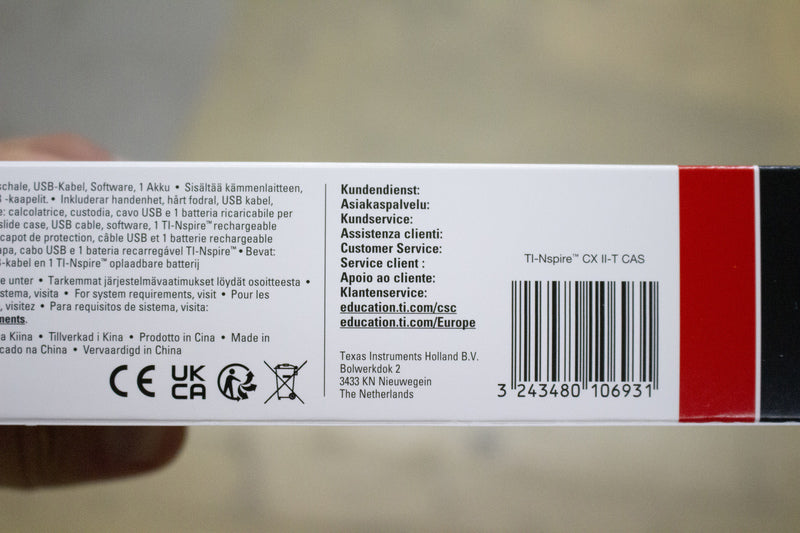 schale, USB-Kabel, Software, 1 Akku • Sisältää kämmenlaitteen,
-kaapelit. • Inkluderar handenhet, hårt fodral, USB kabel,
: calcolatrice, custodia, cavo USB e 1 batteria ricaricabile per
slide case, USB cable, software, 1 TI-Nspire™ rechargeable
capot de protection, câble USB et 1 batterie rechargeable
apa, cabo USB e 1 bateria recarregável TI-Nspire™ • Bevat:
-kabel en 1 TI-Nspire™ oplaadbare batterij
e unter • Tarkemmat järjestelmävaatimukset löydät osoitteesta •
stema, visita • For system requirements, visit • Pour les
, visitez • Para requisitos de sistema, visita:
ments.
a Kiina • Tillverkad i Kina • Prodotto in Cina • Made in
cado na China • Vervaardigd in China
CE UK CA
Kundendienst:
Asiakaspalvelu:
Kundservice:
Assistenza clienti:
Customer Service:
Service client :
Apoio ao cliente:
Klantenservice:
education.ti.com/csc
education.ti.com/Europe
Texas Instruments Holland B.V.
Bolwerkdok 2
3433 KN Nieuwegein
The Netherlands
TI-Nspire™ CX II-T CAS
3 243480 106931